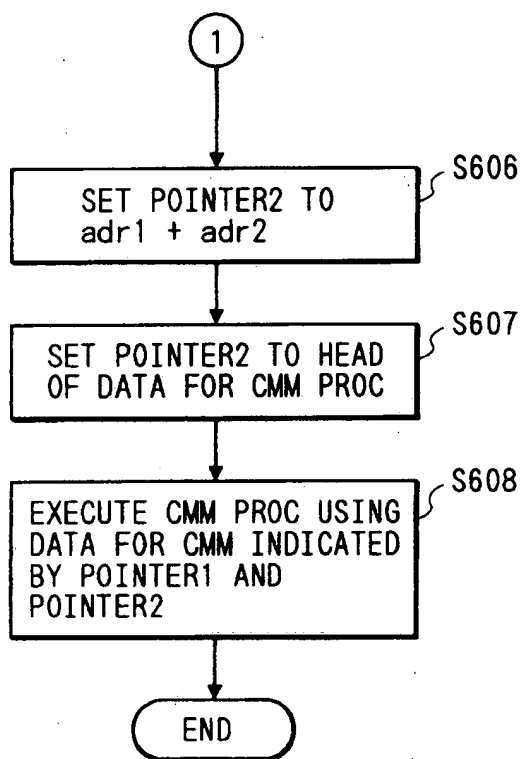 1
S606
SET POINTER2 TO
adr1 + adr2
S607
SET POINTER2 TO HEAD
OF DATA FOR CMM PROC
S608
EXECUTE CMM PROC USING
DATA FOR CMM INDICATED
BY POINTER1 AND
POINTER2
END